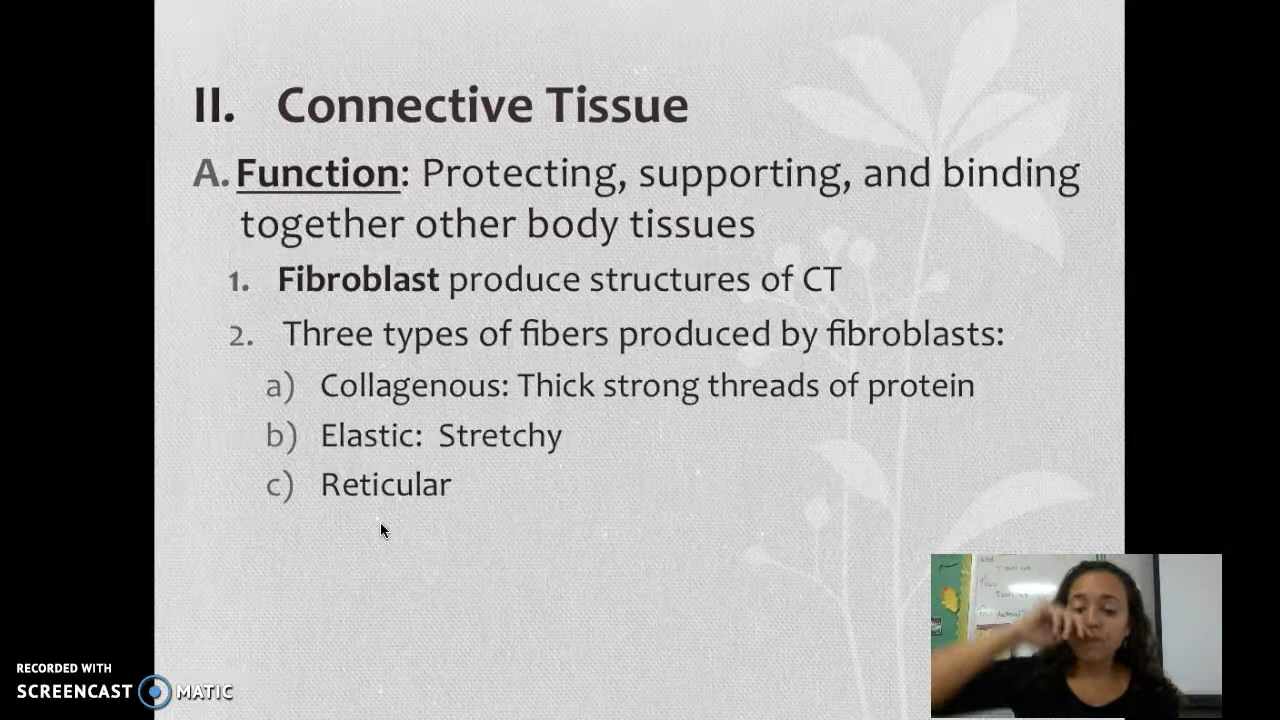 II. Connective Tissue
A. Function: Protecting, supporting, and binding
together other body tissues
1. Fibroblast produce structures of CT
2. Three types of fibers produced by fibroblasts:
a) Collagenous: Thick strong threads of protein
b) Elastic: Stretchy
c) Reticular
RECORDED WITH
SCREENCAST MATIC